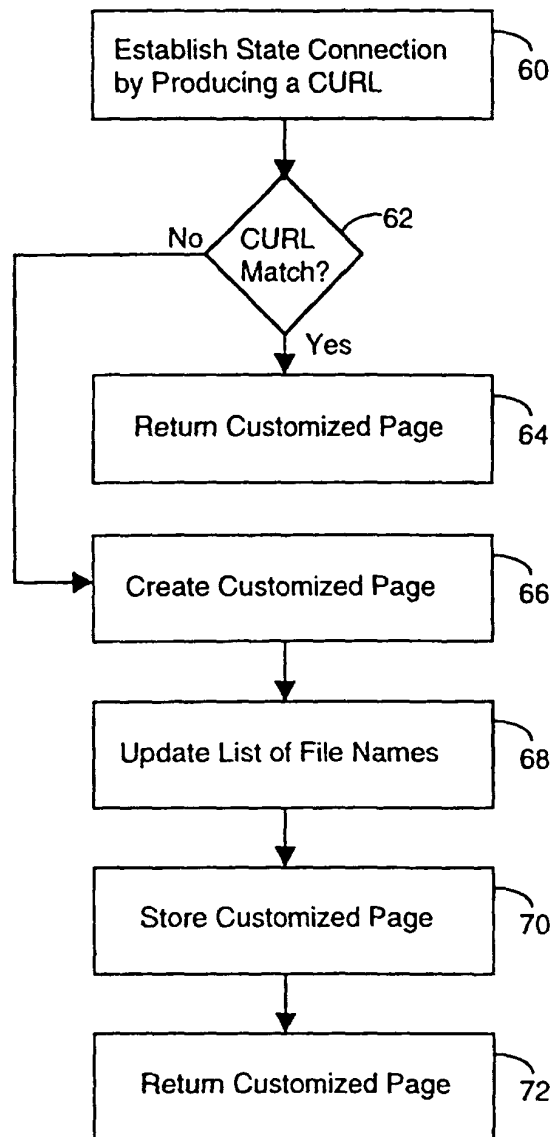 Establish State Connection
by Producing a CURL
60
62
No
CURL
Match?
Yes
Return Customized Page
64
Create Customized Page
66
Update List of File Names
68
Store Customized Page
70
Return Customized Page
72